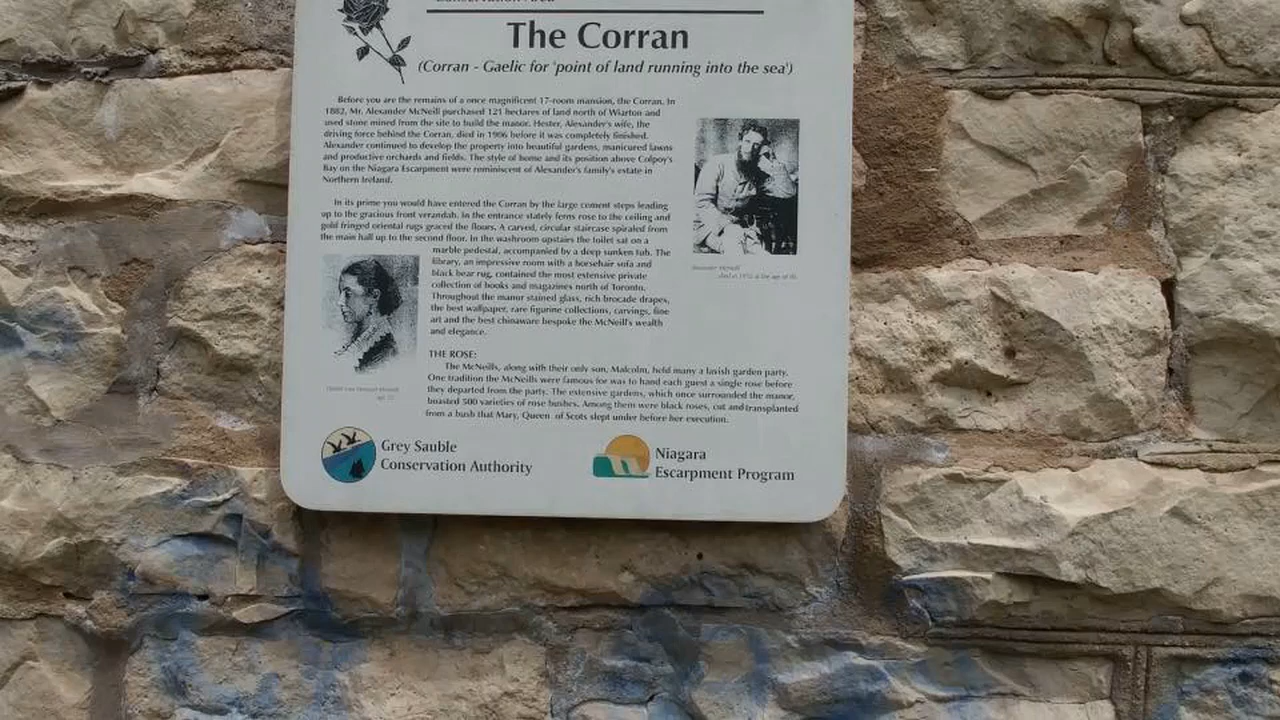 Conservation Area
The Corran
(Corran - Gaelic for 'point of land running into the sea')
Before you are the remains of a once magnificent 17-room mansion, the Corran. In
1882, Mr. Alexander McNeill purchased 121 hectares of land north of Wiarton and
used stone mined from the site to build the manor. Hester, Alexander's wife, the
driving force behind the Corran, died in 1906 before it was completely finished.
Alexander continued to develop the property into beautiful gardens, manicured lawns
and productive orchards and fields. The style of home and its position above Colpoy's
Bay on the Niagara Escarpment were reminiscent of Alexander's family's estate in
Northern Ireland.
In its prime you would have entered the Corran by the large cement steps leading
up to the gracious front verandah. In the entrance stately ferns rose to the ceiling and
gold fringed oriental rugs graced the flours. A carved, circular staircase spiraled from
the main hall up to the second floor. In the washroom upstairs the toilet sat on a
marble pedestal, accompanied by a deep sunken tub. The
library, an impressive room with a horsehair sofa and
black bear rug, contained the most extensive private
collection of books and magazines north of Toronto.
Throughout the manor stained glass, rich brocade drapes,
the best wallpaper, rare figurine collections, carvings, fine
art and the best chinaware bespoke the McNeill's wealth
and elegance.
THE ROSE:
The McNeills, along with their only son, Malcolm, held many a lavish garden party.
One tradition the McNeills were famous for was to hand each guest a single rose before
they departed from the party. The extensive gardens, which once surrounded the manor,
boasted 500 varieties of rose bushes. Among them were black roses, cut and transplanted
from a bush that Mary, Queen of Scots slept under before her execution.
Grey Sauble
Conservation Authority
Niagara
Escarpment Program